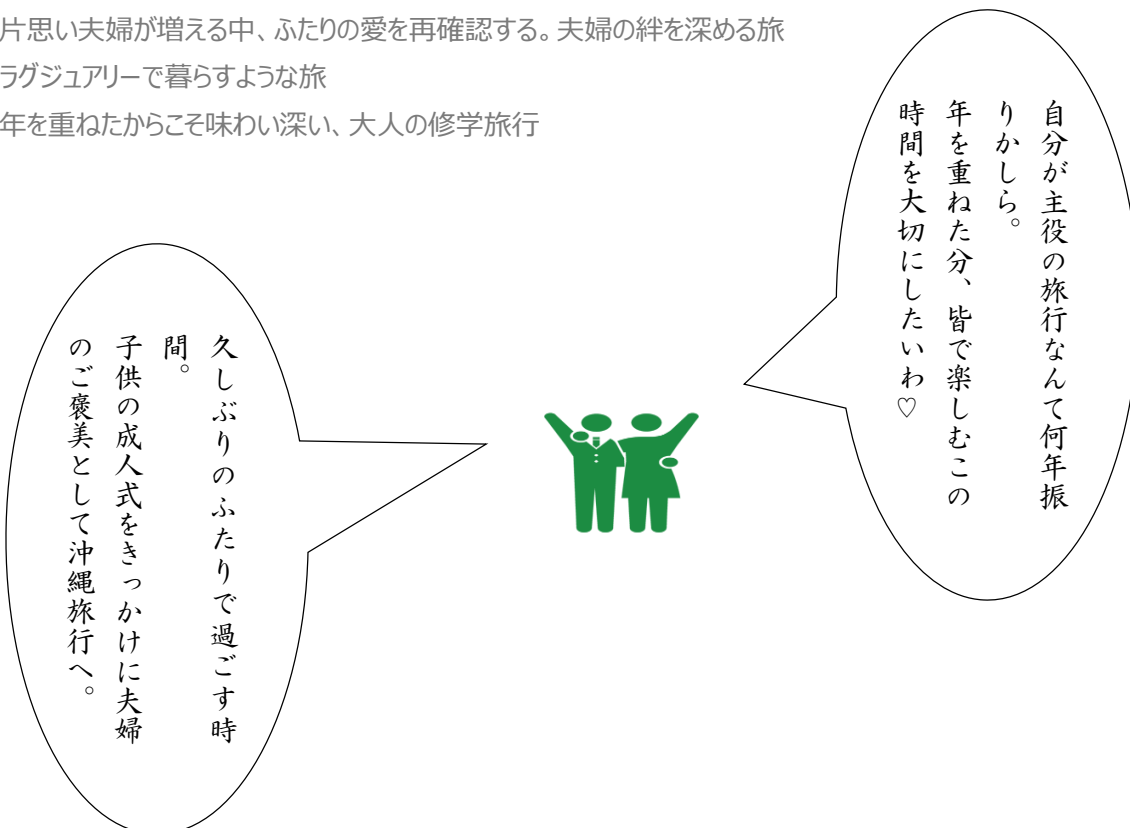 片思い夫婦が増える中、ふたりの愛を再確認する。夫婦の絆を深める旅
ラグジュアリーで暮らすような旅
年を重ねたからこそ味わい深い、大人の修学旅行
自分が主役の旅行なんて何年振
りかしら。
年を重ねた分、皆で楽しむこの
時間を大切にしたいわ♡
久しぶりのふたりで過ごす時
間。
子供の成人式をきっかけに夫婦
のご褒美として沖縄旅行へ。